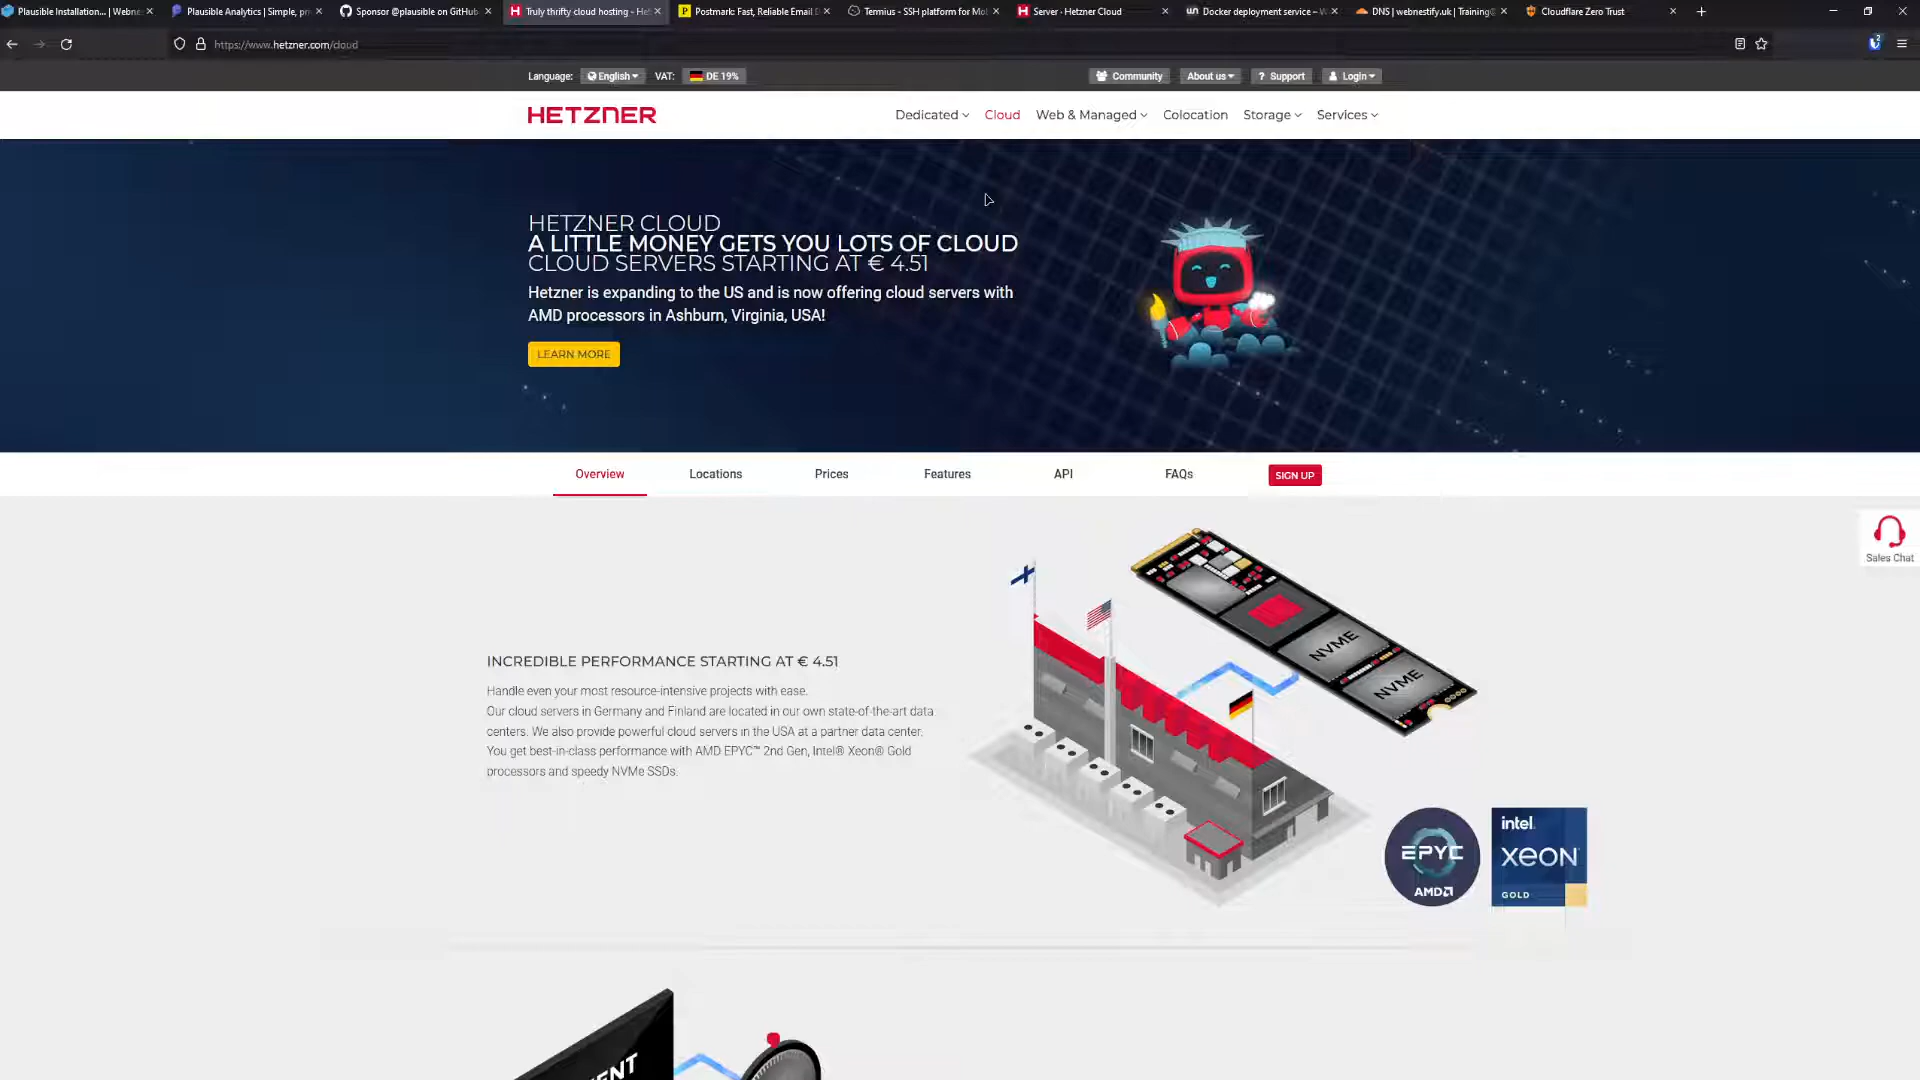 Plausible Installation... | Webne
Plausible Analytics | Simple, pr
Sponsor @plausible on GitHub
Truly thrifty cloud hosting - He
Postmark: Fast, Reliable Email D
Termius - SSH platform for Mo
Server · Hetzner Cloud
Docker deployment service – W
DNS | webnestify.uk | Training@
Cloudflare Zero Trust
https://www.hetzner.com/cloud
2
Language:
English
VAT:
DE 19%
Community
About us
? Support
Login
HETZNER
Dedicated
Cloud
Web & Managed
Colocation
Storage
Services
HETZNER CLOUD
A LITTLE MONEY GETS YOU LOTS OF CLOUD
CLOUD SERVERS STARTING AT € 4.51
Hetzner is expanding to the US and is now offering cloud servers with
AMD processors in Ashburn, Virginia, USA!
LEARN MORE
Overview
Locations
Prices
Features
API
FAQs
SIGN UP
Sales Chat
INCREDIBLE PERFORMANCE STARTING AT € 4.51
Handle even your most resource-intensive projects with ease.
Our cloud servers in Germany and Finland are located in our own state-of-the-art data
centers. We also provide powerful cloud servers in the USA at a partner data center.
You get best-in-class performance with AMD EPYC™ 2nd Gen, Intel® Xeon® Gold
processors and speedy NVMe SSDs.
NVME
NVME
EPYC
AMD
intel.
XEON
GOLD
ENT